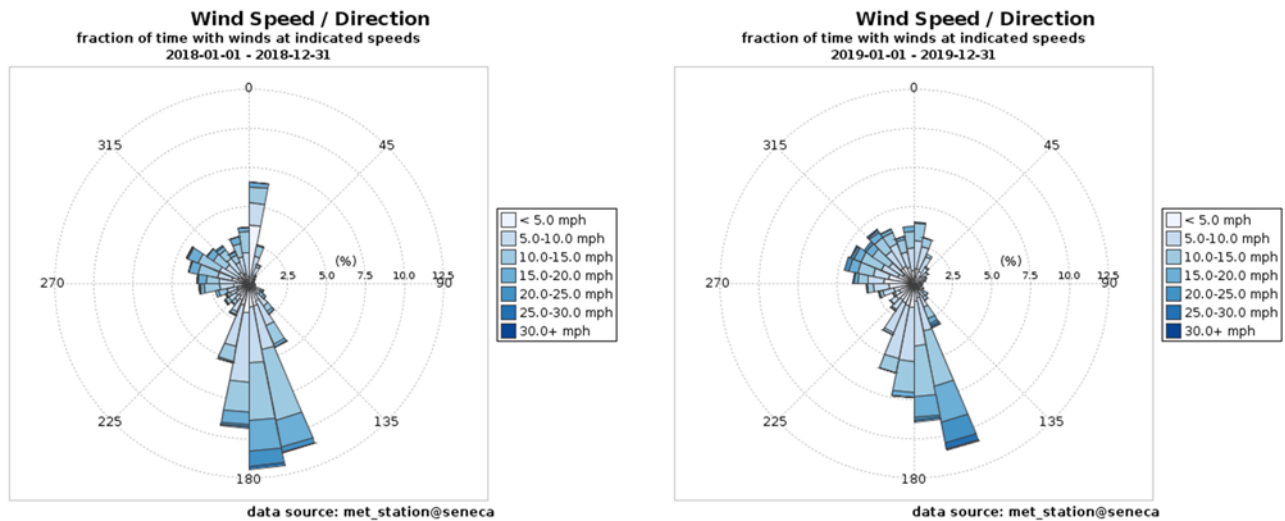 Wind Speed / Direction
fraction of time with winds at indicated speeds
2018-01-01 - 2018-12-31
0
45
90
135
180
225
270
315
(%)
2.5
5.0
7.5
10.0
12.5
< 5.0 mph
5.0-10.0 mph
10.0-15.0 mph
15.0-20.0 mph
20.0-25.0 mph
25.0-30.0 mph
30.0+ mph
data source: met_station@seneca
Wind Speed / Direction
fraction of time with winds at indicated speeds
2019-01-01 - 2019-12-31
0
45
90
135
180
225
270
315
(%)
2.5
5.0
7.5
10.0
12.5
< 5.0 mph
5.0-10.0 mph
10.0-15.0 mph
15.0-20.0 mph
20.0-25.0 mph
25.0-30.0 mph
30.0+ mph
data source: met_station@seneca